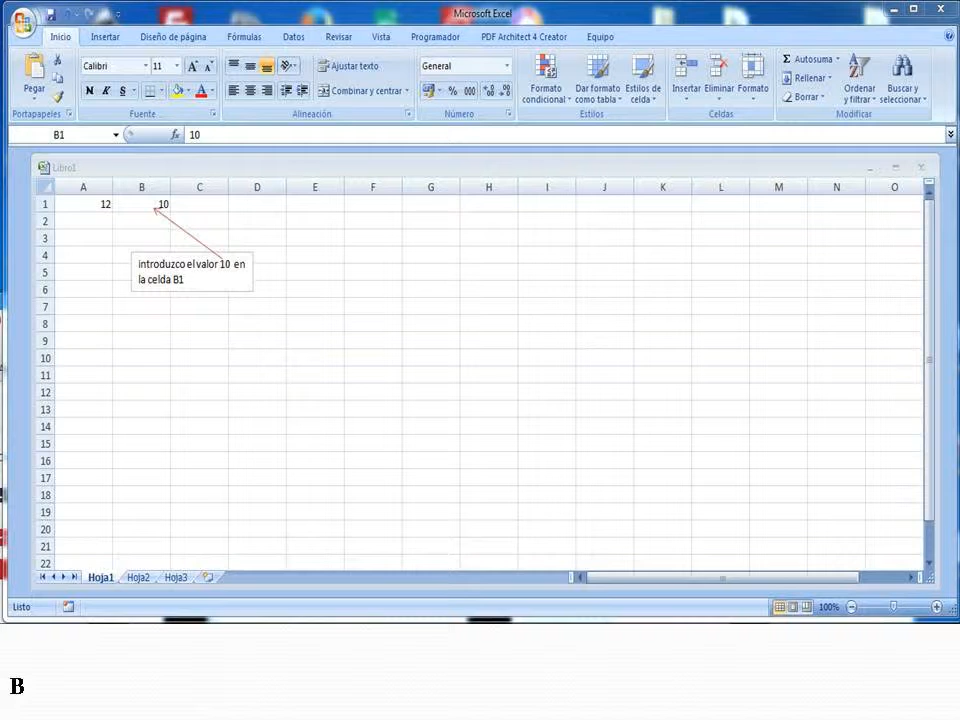 Microsoft Excel
Inicio Insertar Diseño de página Fórmulas Datos Revisar Vista Programador PDF Architect 4 Creator Equipo
Pegar
Portapapeles
Calibri 11
N K S
Fuente
Ajustar texto
Combinar y centrar
Alineación
General
% 000
Número
Formato condicional
Dar formato como tabla
Estilos de celda
Estilos
Insertar Eliminar Formato
Celdas
Σ Autosuma
Rellenar
Borrar
Ordenar y filtrar
Buscar y seleccionar
Modificar
B1 fx 10
Libro1
A B C D E F G H I J K L M N O
1 12 10
2
3
4
5
6
7
8
9
10
11
12
13
14
15
16
17
18
19
20
21
22
introduzco el valor 10 en
la celda B1
Hoja1 Hoja2 Hoja3
Listo 100%
B